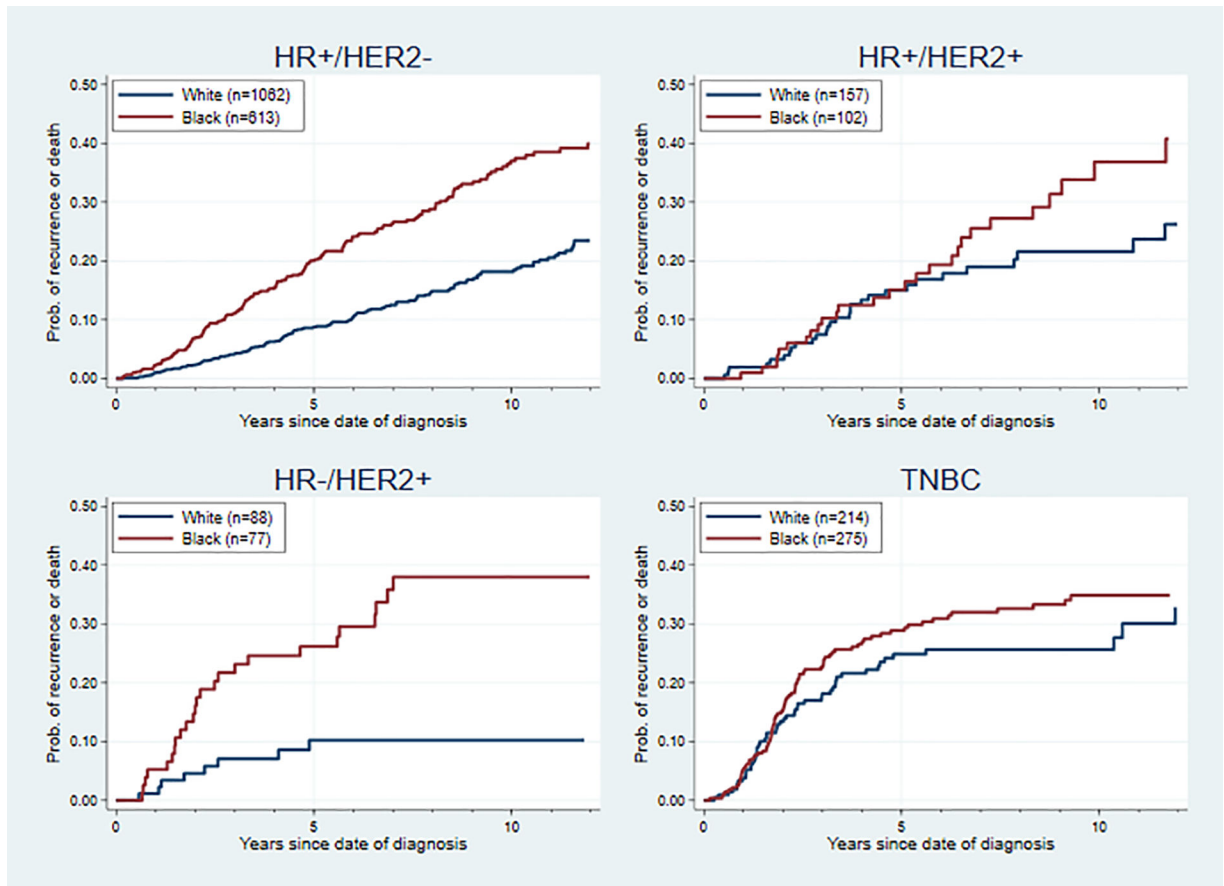 HR+/HER2-
Prob. of recurrence or death
0.50
0.40
0.30
0.20
0.10
0.00
White (n=1062)
Black (n=613)
0 5 10
Years since date of diagnosis
HR+/HER2+
Prob. of recurrence or death
0.50
0.40
0.30
0.20
0.10
0.00
White (n=157)
Black (n=102)
0 5 10
Years since date of diagnosis
HR-/HER2+
Prob. of recurrence or death
0.50
0.40
0.30
0.20
0.10
0.00
White (n=88)
Black (n=77)
0 5 10
Years since date of diagnosis
TNBC
Prob. of recurrence or death
0.50
0.40
0.30
0.20
0.10
0.00
White (n=214)
Black (n=275)
0 5 10
Years since date of diagnosis